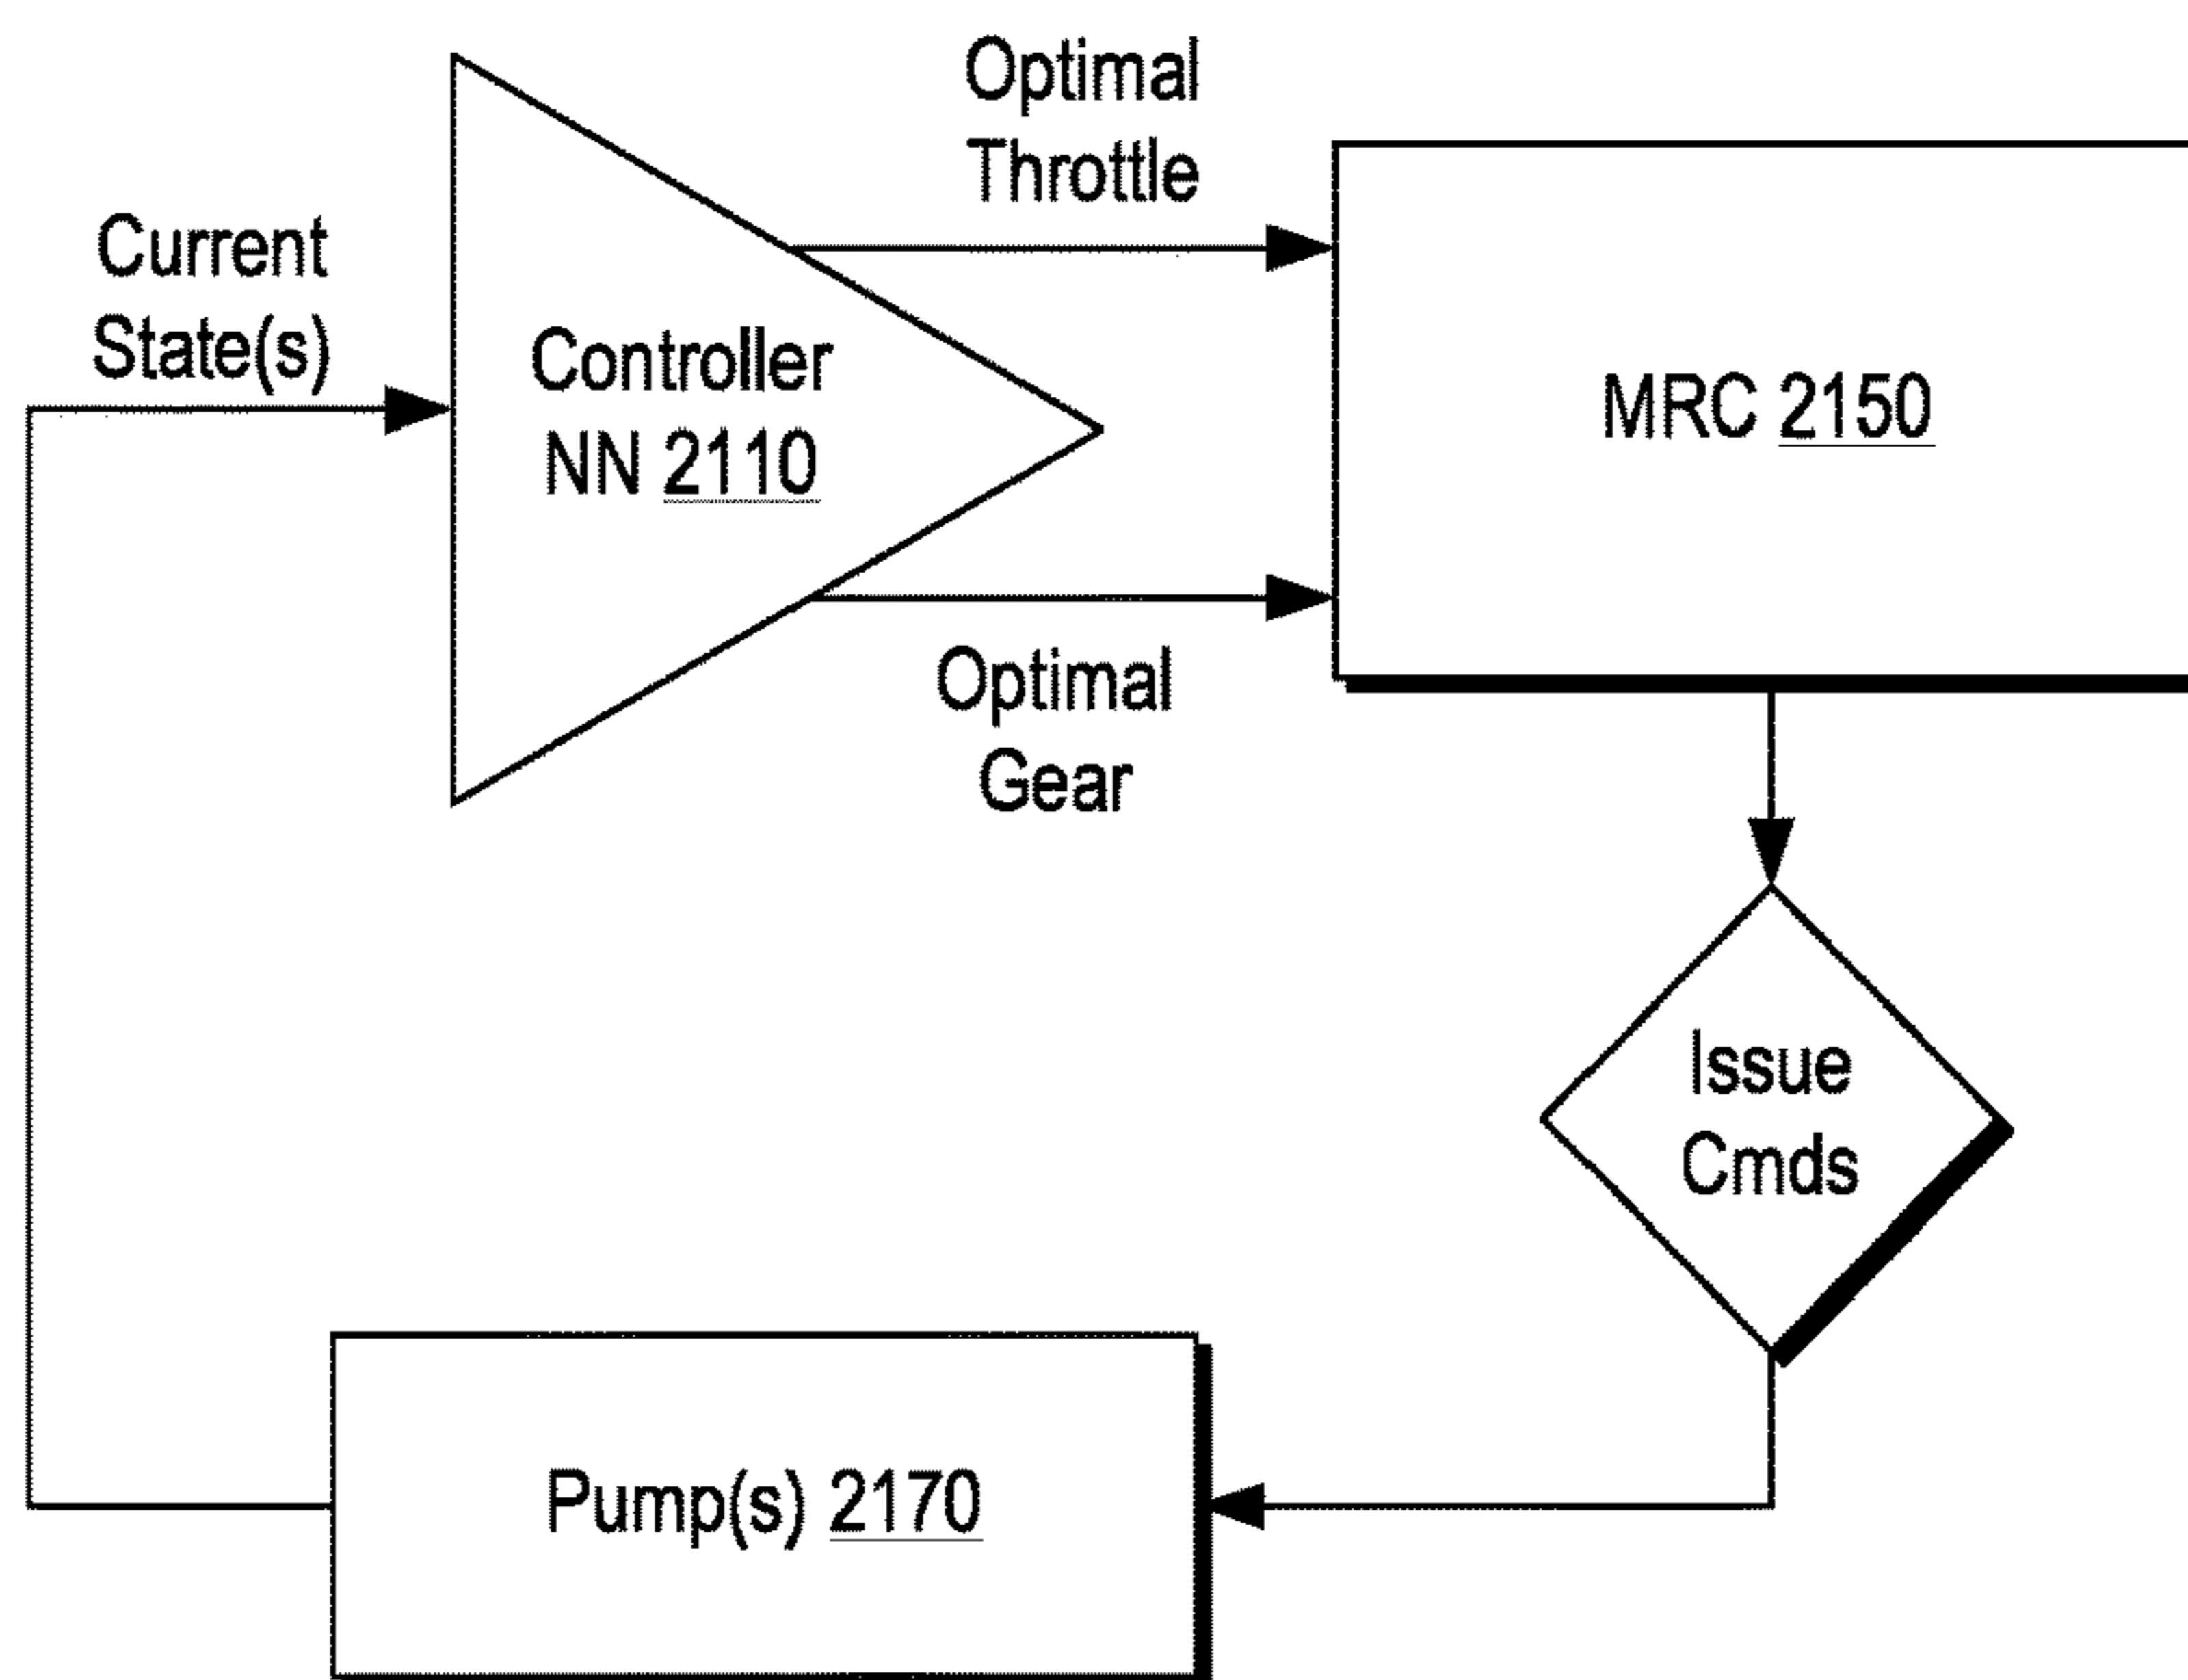 Optimal
Throttle
Current
State(s)
Controller
NN 2110
MRC 2150
Optimal
Gear
Issue
Cmds
Pump(s) 2170